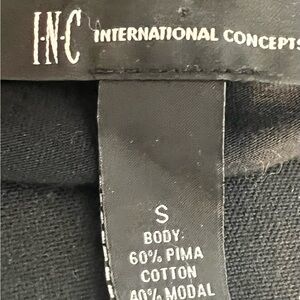 I·N·C INTERNATIONAL CONCEPTS
S
BODY:
60% PIMA
COTTON
40% MODAL